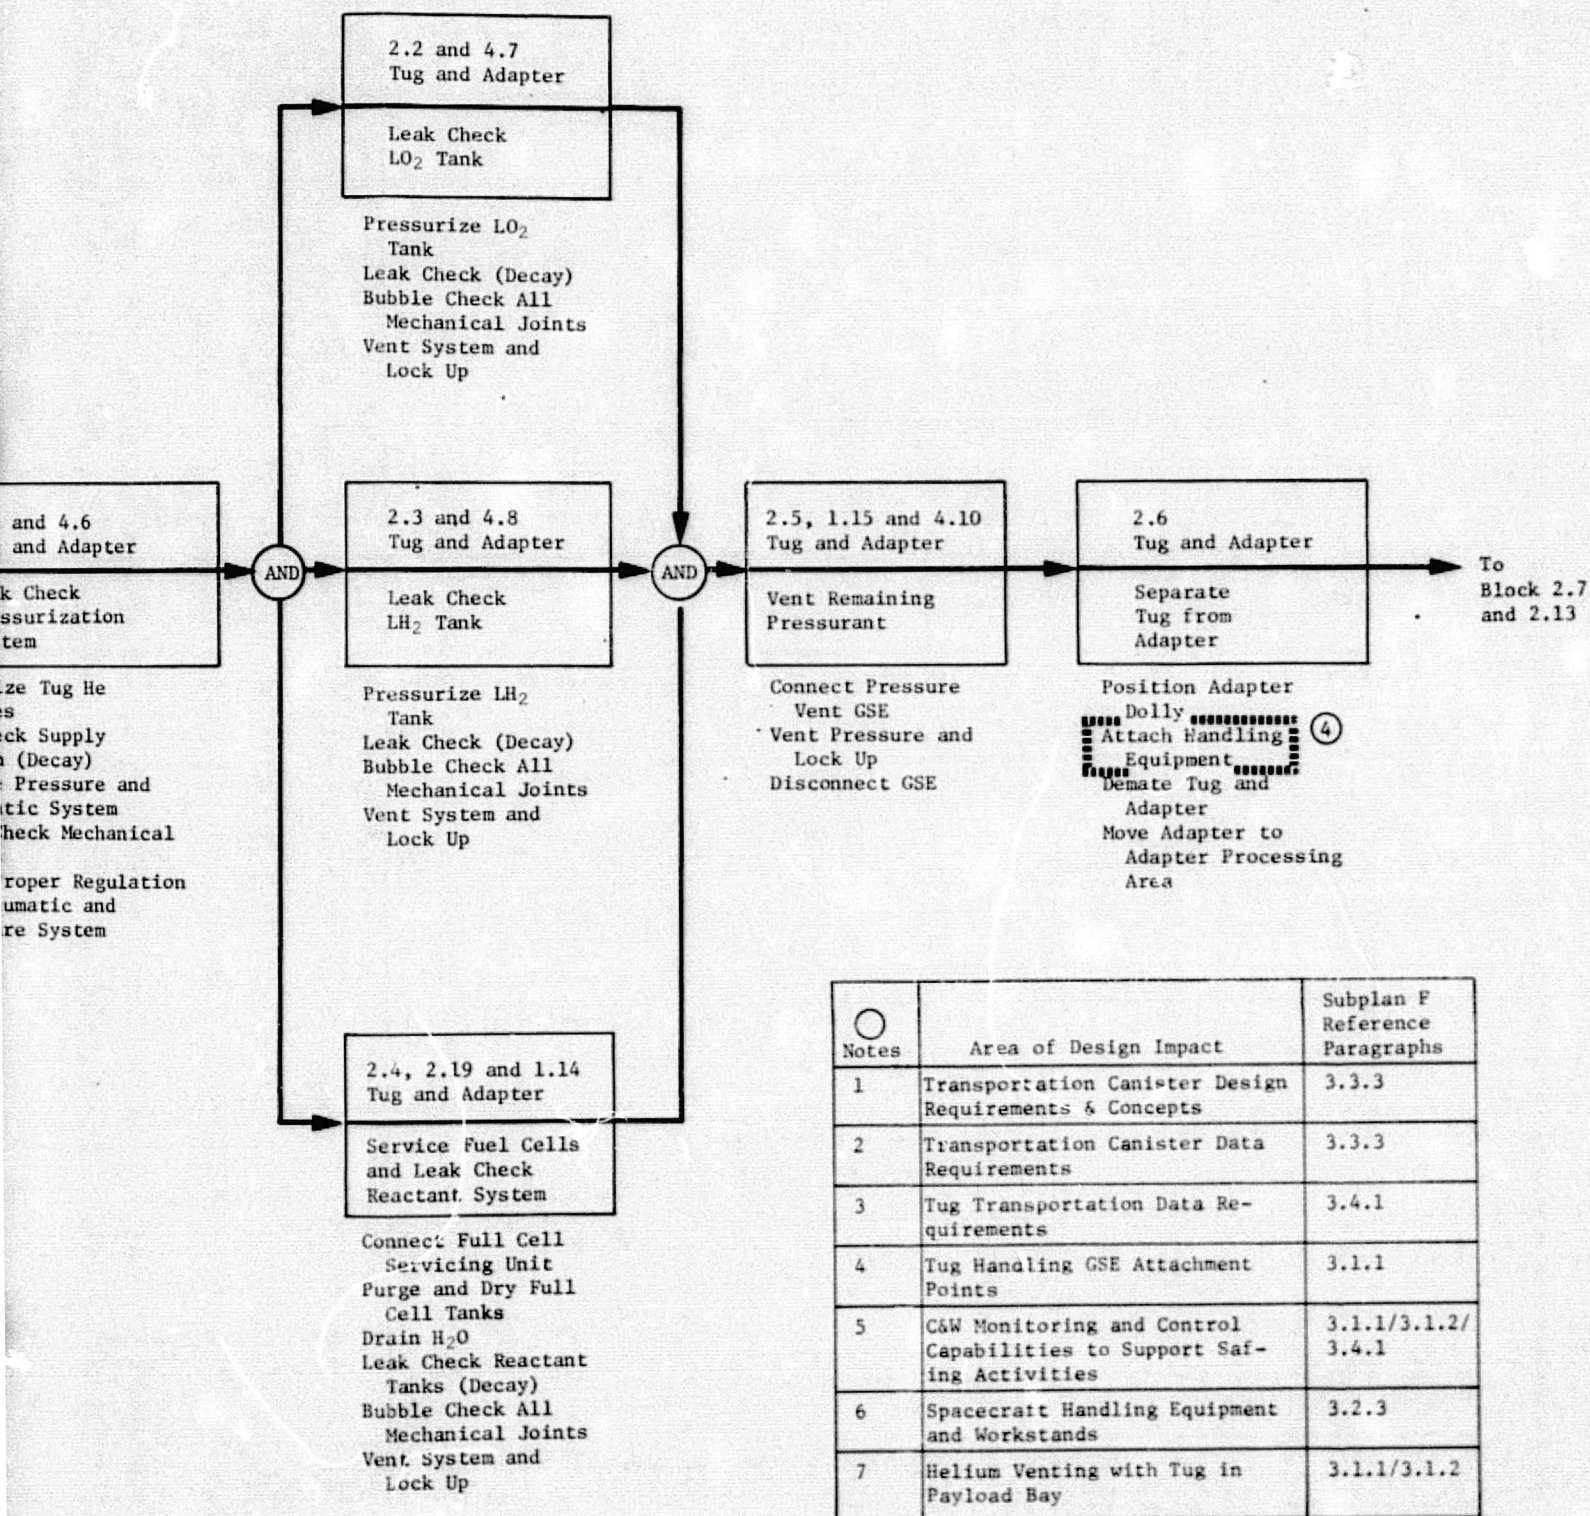 2.2 and 4.7
Tug and Adapter
Leak Check
LO₂ Tank
Pressurize LO₂
Tank
Leak Check (Decay)
Bubble Check All
Mechanical Joints
Vent System and
Lock Up
and 4.6
and Adapter
k Check
ssurization
tem
ize Tug He
es
ck Supply
(Decay)
Pressure and
tic System
heck Mechanical
roper Regulation
umatic and
re System
AND
2.3 and 4.8
Tug and Adapter
Leak Check
LH₂ Tank
Pressurize LH₂
Tank
Leak Check (Decay)
Bubble Check All
Mechanical Joints
Vent System and
Lock Up
2.4, 2.19 and 1.14
Tug and Adapter
Service Fuel Cells
and Leak Check
Reactant System
Connect Full Cell
Servicing Unit
Purge and Dry Full
Cell Tanks
Drain H₂O
Leak Check Reactant
Tanks (Decay)
Bubble Check All
Mechanical Joints
Vent System and
Lock Up
AND
2.5, 1.15 and 4.10
Tug and Adapter
Vent Remaining
Pressurant
Connect Pressure
Vent GSE
Vent Pressure and
Lock Up
Disconnect GSE
2.6
Tug and Adapter
Separate
Tug from
Adapter
Position Adapter
Dolly
Attach Handling
Equipment
4
Demate Tug and
Adapter
Move Adapter to
Adapter Processing
Area
To
Block 2.7
and 2.13
Notes Area of Design Impact Subplan F
Reference
Paragraphs
1 Transportation Canister Design 3.3.3
Requirements & Concepts
2 Transportation Canister Data 3.3.3
Requirements
3 Tug Transportation Data Re- 3.4.1
quirements
4 Tug Handling GSE Attachment 3.1.1
Points
5 C&W Monitoring and Control 3.1.1/3.1.2/
Capabilities to Support Saf- 3.4.1
ing Activities
6 Spacecraft Handling Equipment 3.2.3
and Workstands
7 Helium Venting with Tug in 3.1.1/3.1.2
Payload Bay